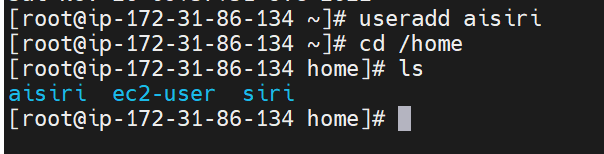 [root@ip-172-31-86-134 ~]# useradd aisiri
[root@ip-172-31-86-134 ~]# cd /home
[root@ip-172-31-86-134 home]# ls
aisiri  ec2-user  siri
[root@ip-172-31-86-134 home]#